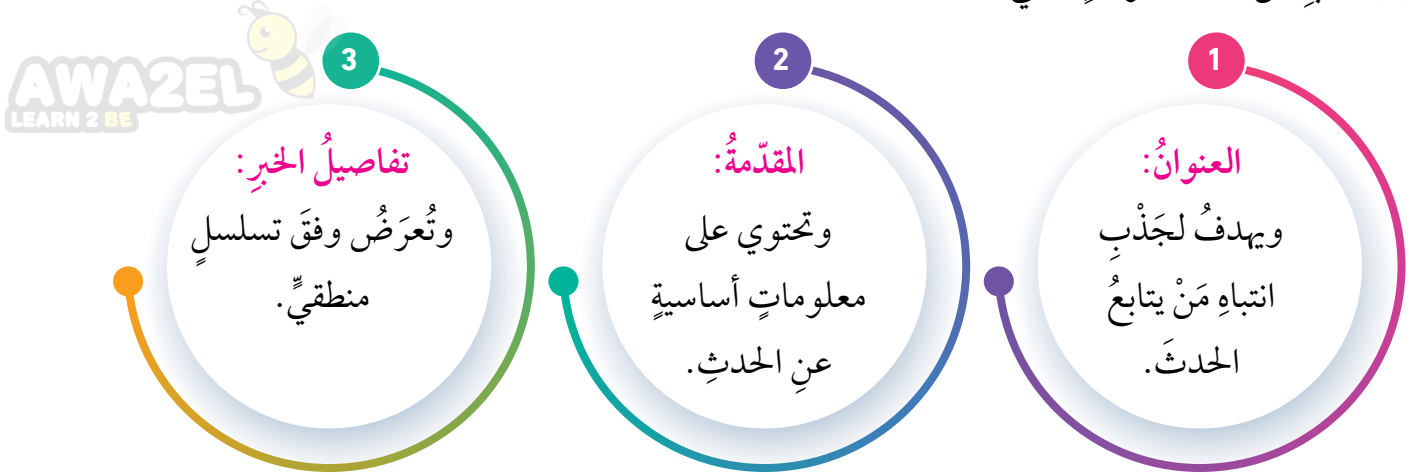 1
العنوانُ:
ويهدفُ لجَذْبِ
انتباهِ مَنْ يتابعُ
الحدثَ.
2
المقدّمةُ:
وتحتوي على
معلوماتٍ أساسيةٍ
عنِ الحدثِ.
3
تفاصيلُ الخبرِ:
وتُعرَضُ وفقَ تسلسلٍ
منطقيٍّ.
AWA2EL
LEARN 2 BE